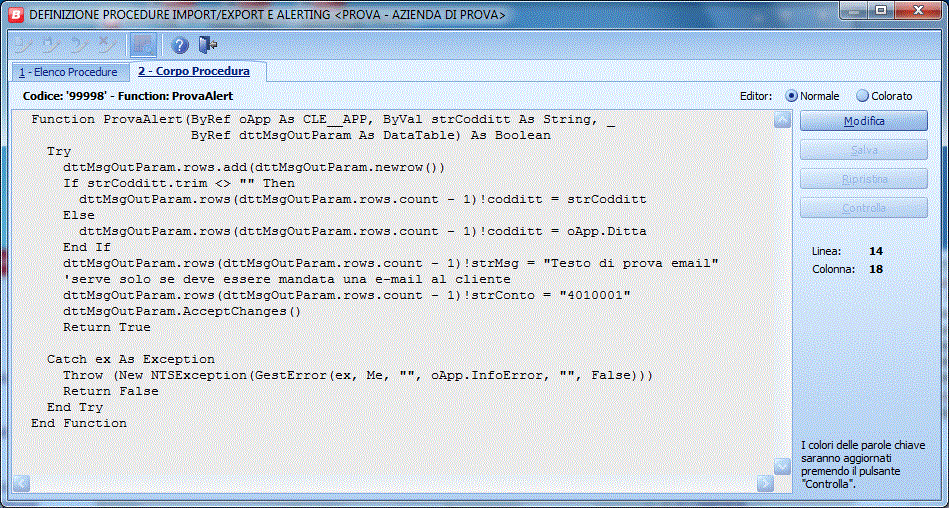 B DEFINIZIONE PROCEDURE IMPORT/EXPORT E ALERTING <PROVA - AZIENDA DI PROVA>
1 - Elenco Procedure 2 - Corpo Procedura
Codice: '99998' - Function: ProvaAlert Editor: Normale Colorato
Function ProvaAlert(ByRef oApp As CLE__APP, ByVal strCodditt As String, _
ByRef dttMsgOutParam As DataTable) As Boolean
Try
dttMsgOutParam.rows.add(dttMsgOutParam.newrow())
If strCodditt.trim <> "" Then
dttMsgOutParam.rows(dttMsgOutParam.rows.count - 1)!codditt = strCodditt
Else
dttMsgOutParam.rows(dttMsgOutParam.rows.count - 1)!codditt = oApp.Ditta
End If
dttMsgOutParam.rows(dttMsgOutParam.rows.count - 1)!strMsg = "Testo di prova email"
'serve solo se deve essere mandata una e-mail al cliente
dttMsgOutParam.rows(dttMsgOutParam.rows.count - 1)!strConto = "4010001"
dttMsgOutParam.AcceptChanges()
Return True
Catch ex As Exception
Throw (New NTSException(GestError(ex, Me, "", oApp.InfoError, "", False)))
Return False
End Try
End Function
Modifica
Salva
Ripristina
Controlla
Linea: 14
Colonna: 18
I colori delle parole chiave
saranno aggiornati
premendo il pulsante
"Controlla".